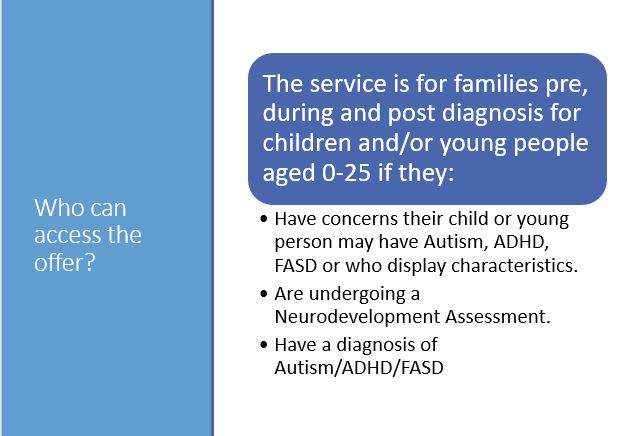 Who can
access the
offer?
The service is for families pre,
during and post diagnosis for
children and/or young people
aged 0-25 if they:
• Have concerns their child or young
person may have Autism, ADHD,
FASD or who display characteristics.
• Are undergoing a
Neurodevelopment Assessment.
• Have a diagnosis of
Autism/ADHD/FASD